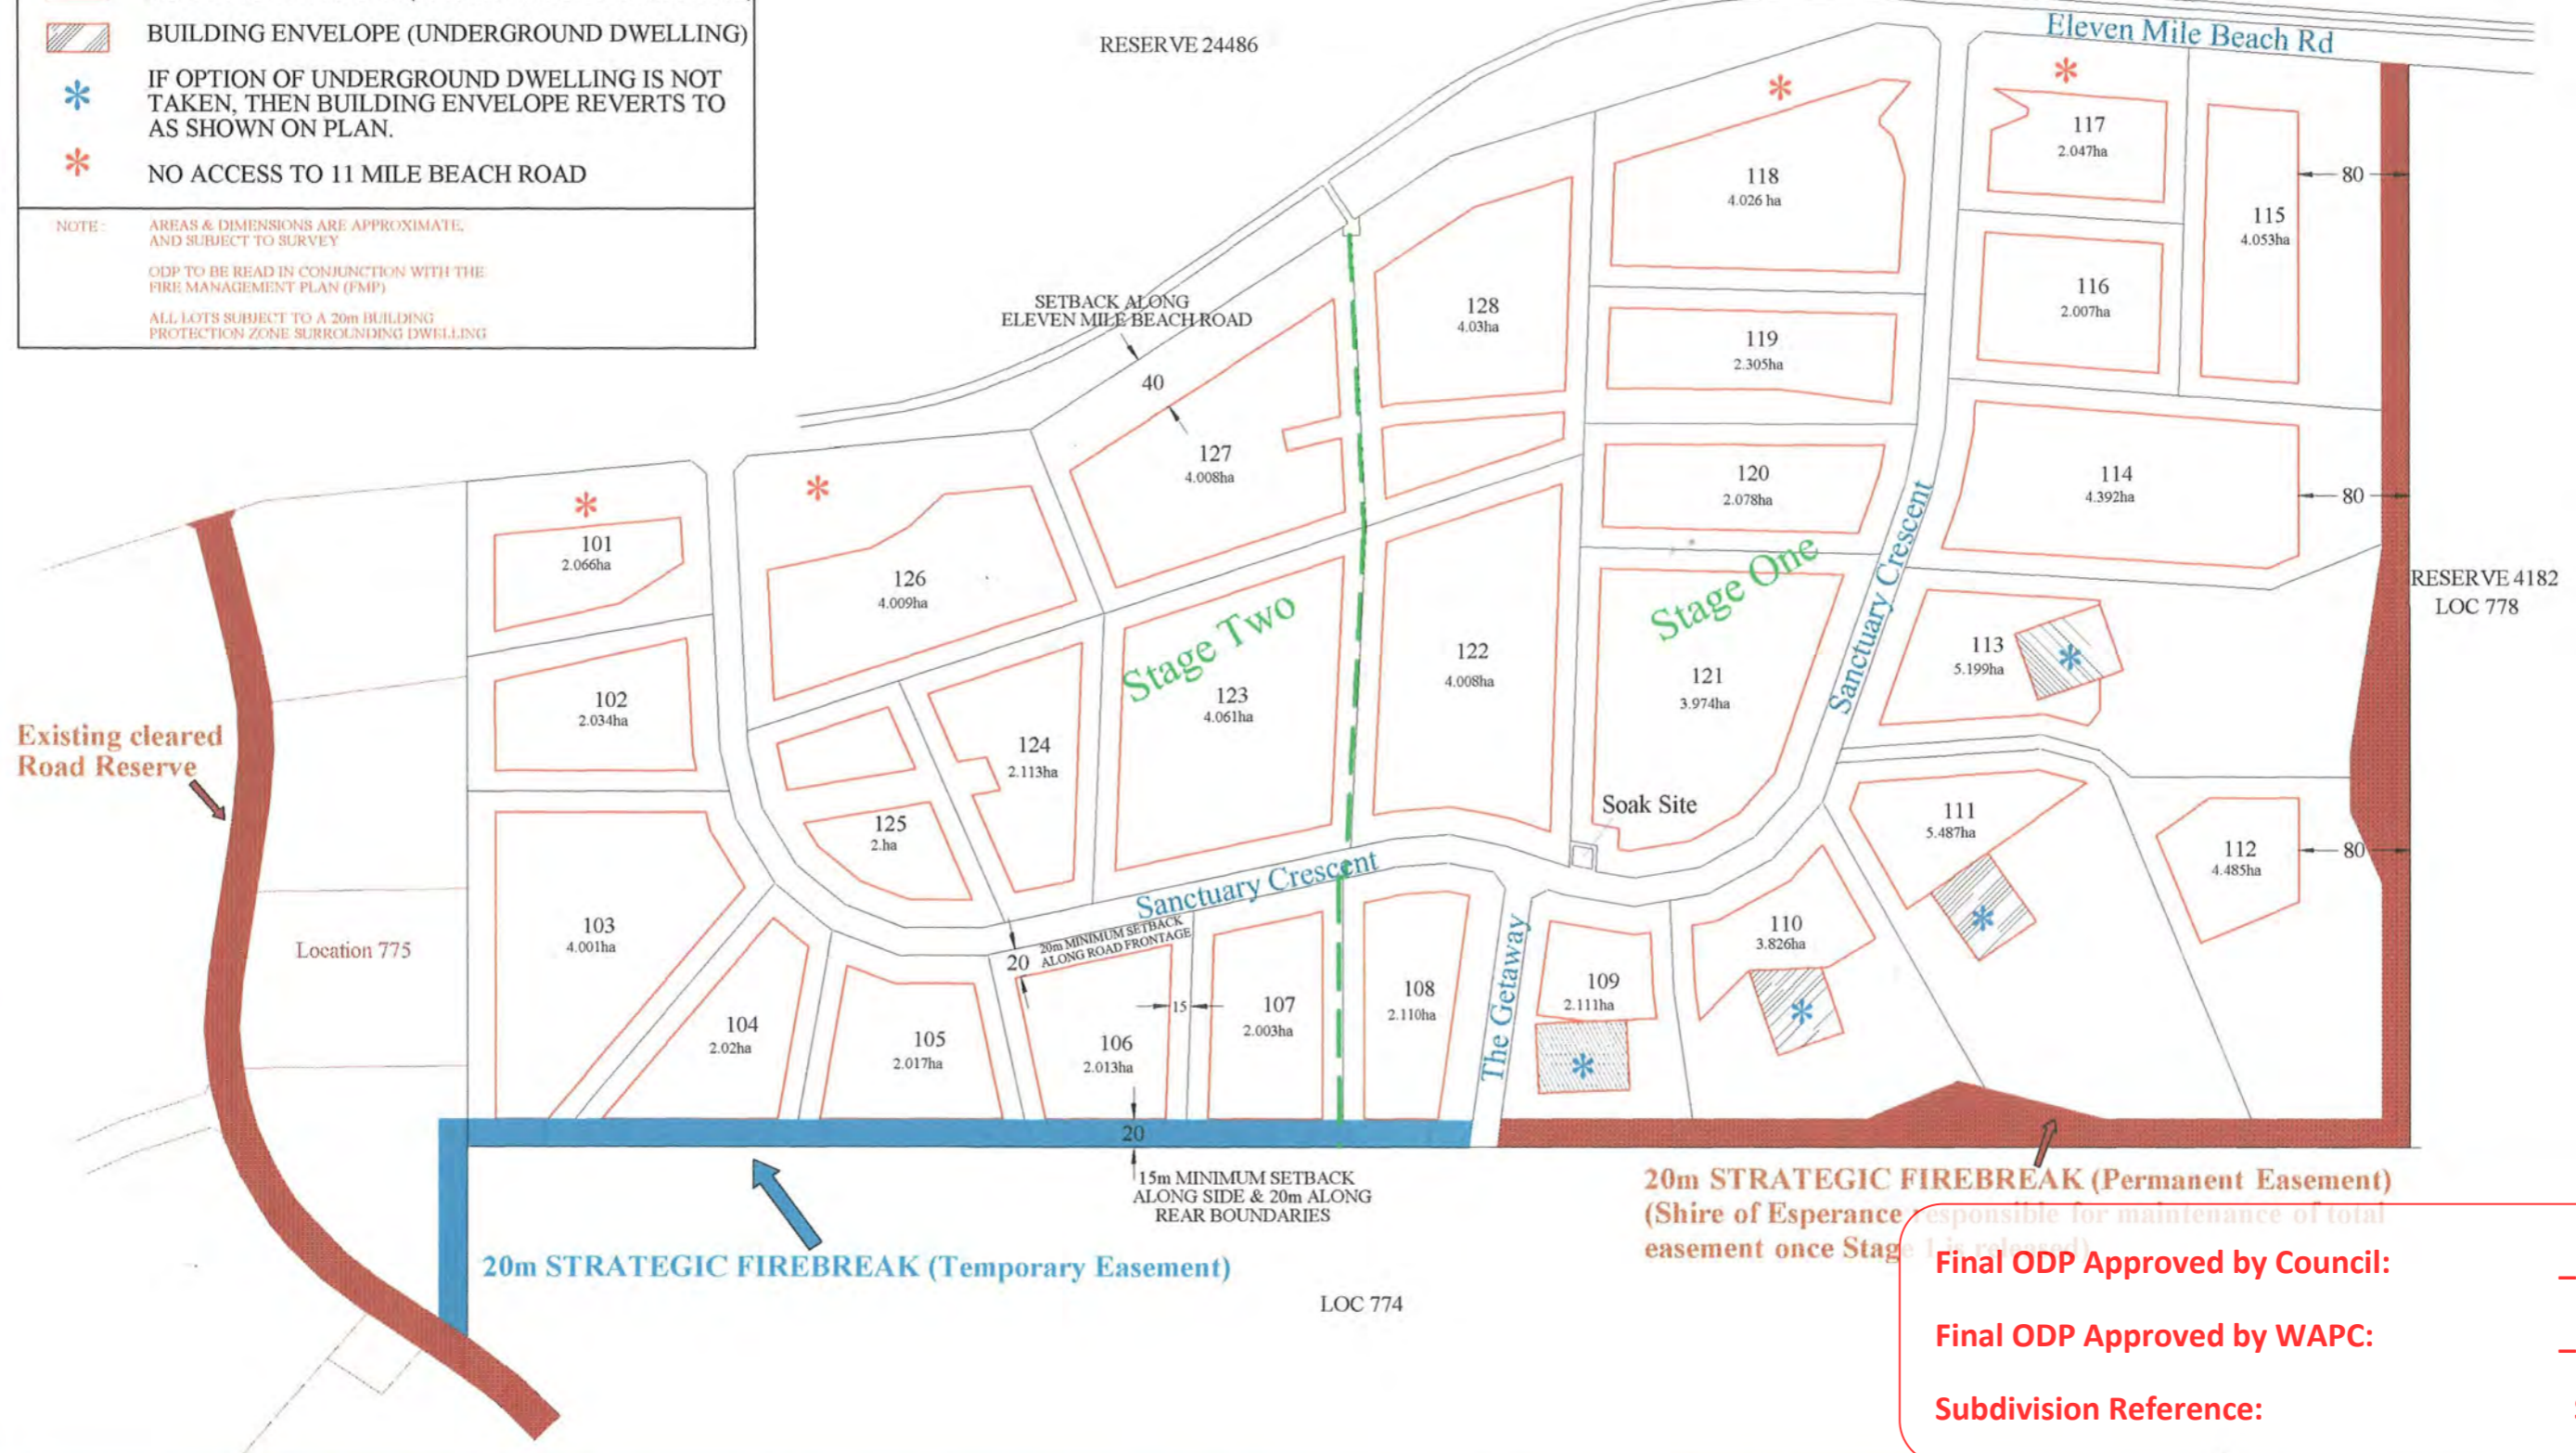 BUILDING ENVELOPE (UNDERGROUND DWELLING)
IF OPTION OF UNDERGROUND DWELLING IS NOT
TAKEN, THEN BUILDING ENVELOPE REVERTS TO
AS SHOWN ON PLAN.
NO ACCESS TO 11 MILE BEACH ROAD
NOTE :
AREAS & DIMENSIONS ARE APPROXIMATE,
AND SUBJECT TO SURVEY
ODP TO BE READ IN CONJUNCTION WITH THE
FIRE MANAGEMENT PLAN (FMP)
ALL LOTS SUBJECT TO A 20m BUILDING
PROTECTION ZONE SURROUNDING DWELLING
RESERVE 24486
Eleven Mile Beach Rd
SETBACK ALONG
ELEVEN MILE BEACH ROAD
40
117
2.047ha
118
4.026 ha
80
115
4.053ha
116
2.007ha
128
4.03ha
119
2.305ha
127
4.008ha
120
2.078ha
114
4.392ha
80
101
2.066ha
126
4.009ha
Stage Two
Stage One
Sanctuary Crescent
RESERVE 4182
LOC 778
102
2.034ha
123
4.061ha
122
4.008ha
121
3.974ha
113
5.199ha
Existing cleared
Road Reserve
124
2.113ha
125
2.ha
Soak Site
111
5.487ha
112
4.485ha
80
Sanctuary Crescent
20m MINIMUM SETBACK
ALONG ROAD FRONTAGE
20
103
4.001ha
Location 775
110
3.826ha
The Getaway
109
2.111ha
108
2.110ha
15
107
2.003ha
104
2.02ha
105
2.017ha
106
2.013ha
20
15m MINIMUM SETBACK
ALONG SIDE & 20m ALONG
REAR BOUNDARIES
20m STRATEGIC FIREBREAK (Temporary Easement)
20m STRATEGIC FIREBREAK (Permanent Easement)
(Shire of Esperance responsible for maintenance of total
easement once Stage 1 is released)
LOC 774
Final ODP Approved by Council:
Final ODP Approved by WAPC:
Subdivision Reference: